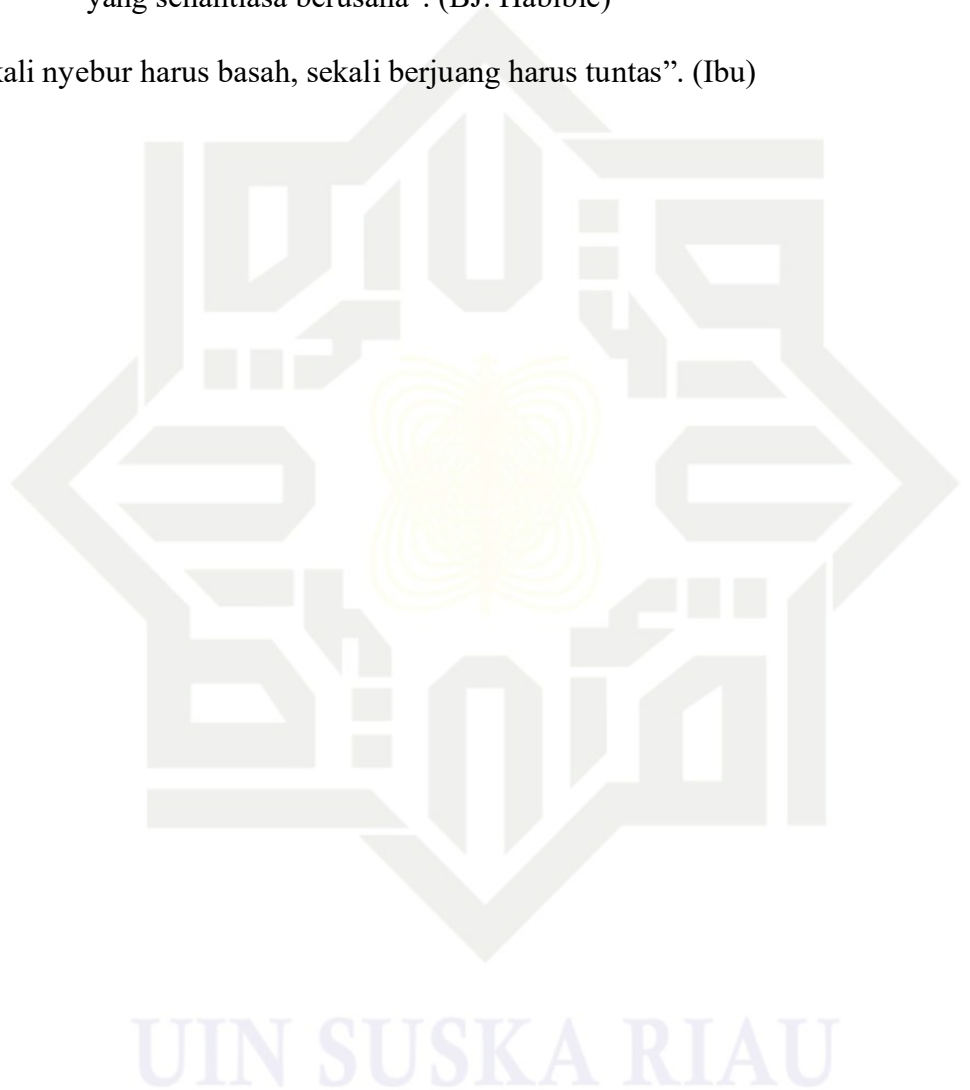 yang senantiasa berusaha”. (BJ. Habibie)
kali nyebur harus basah, sekali berjuang harus tuntas”. (Ibu)
UIN SUSKA RIAU